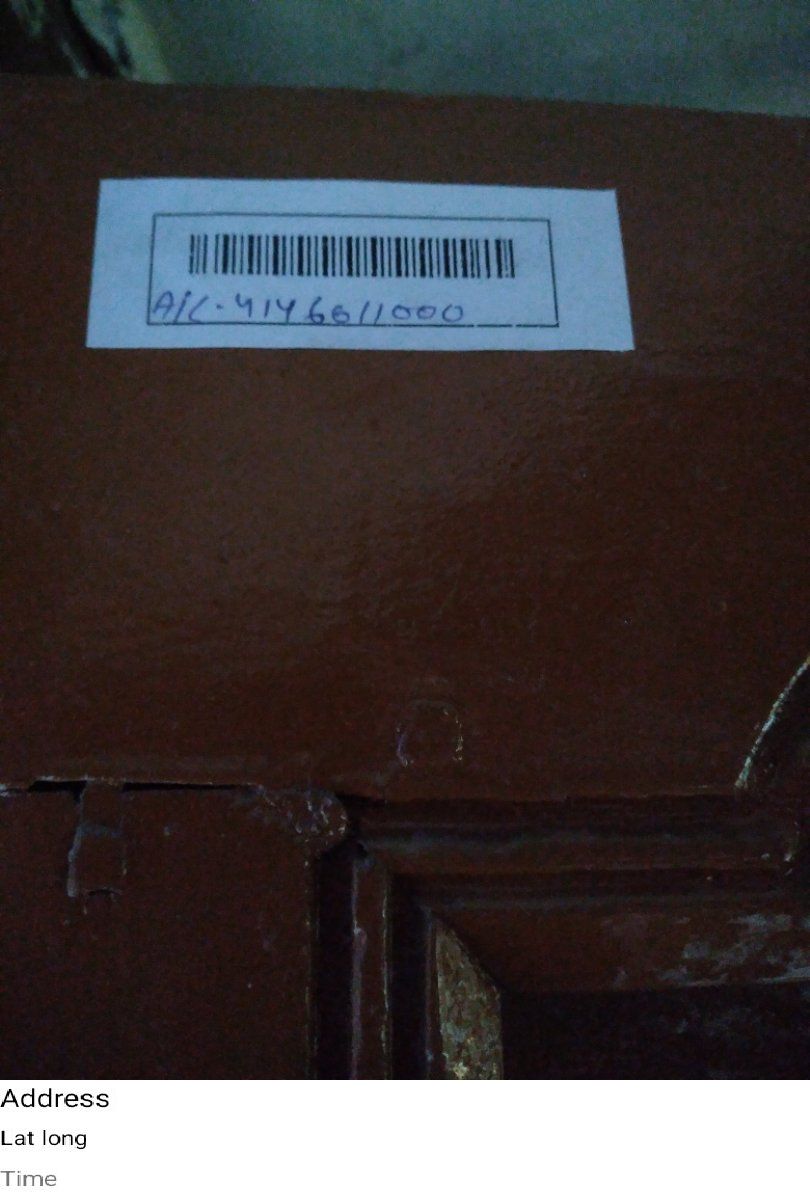 A/C-4146611000
Address
Lat long
Time